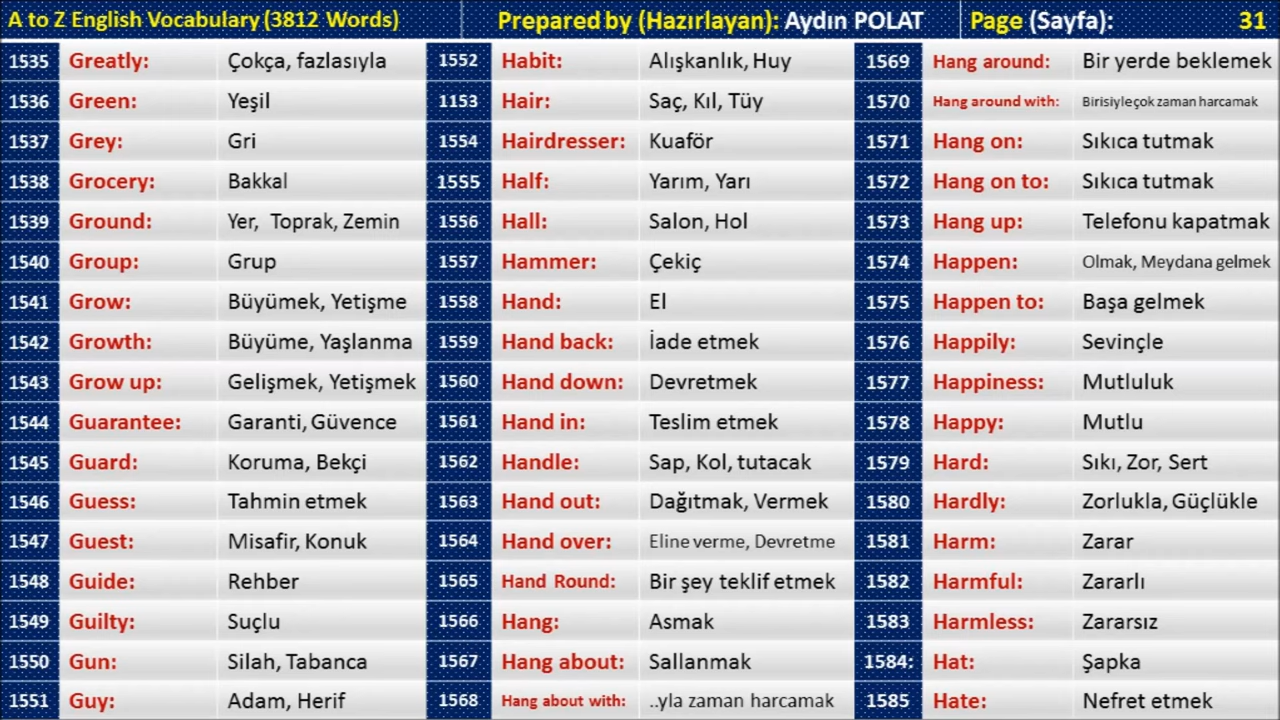 A to Z English Vocabulary (3812 Words) Prepared by (Hazırlayan): Aydın POLAT Page (Sayfa): 31
1535 Greatly: Çokça, fazlasıyla
1536 Green: Yeşil
1537 Grey: Gri
1538 Grocery: Bakkal
1539 Ground: Yer, Toprak, Zemin
1540 Group: Grup
1541 Grow: Büyümek, Yetişme
1542 Growth: Büyüme, Yaşlanma
1543 Grow up: Gelişmek, Yetişmek
1544 Guarantee: Garanti, Güvence
1545 Guard: Koruma, Bekçi
1546 Guess: Tahmin etmek
1547 Guest: Misafir, Konuk
1548 Guide: Rehber
1549 Guilty: Suçlu
1550 Gun: Silah, Tabanca
1551 Guy: Adam, Herif
1552 Habit: Alışkanlık, Huy
1153 Hair: Saç, Kıl, Tüy
1554 Hairdresser: Kuaför
1555 Half: Yarım, Yarı
1556 Hall: Salon, Hol
1557 Hammer: Çekiç
1558 Hand: El
1559 Hand back: İade etmek
1560 Hand down: Devretmek
1561 Hand in: Teslim etmek
1562 Handle: Sap, Kol, tutacak
1563 Hand out: Dağıtmak, Vermek
1564 Hand over: Eline verme, Devretme
1565 Hand Round: Bir şey teklif etmek
1566 Hang: Asmak
1567 Hang about: Sallanmak
1568 Hang about with: ..yla zaman harcamak
1569 Hang around: Bir yerde beklemek
1570 Hang around with: Birisiyle çok zaman harcamak
1571 Hang on: Sıkıca tutmak
1572 Hang on to: Sıkıca tutmak
1573 Hang up: Telefonu kapatmak
1574 Happen: Olmak, Meydana gelmek
1575 Happen to: Başa gelmek
1576 Happily: Sevinçle
1577 Happiness: Mutluluk
1578 Happy: Mutlu
1579 Hard: Sıkı, Zor, Sert
1580 Hardly: Zorlukla, Güçlükle
1581 Harm: Zarar
1582 Harmful: Zararlı
1583 Harmless: Zararsız
1584: Hat: Şapka
1585 Hate: Nefret etmek